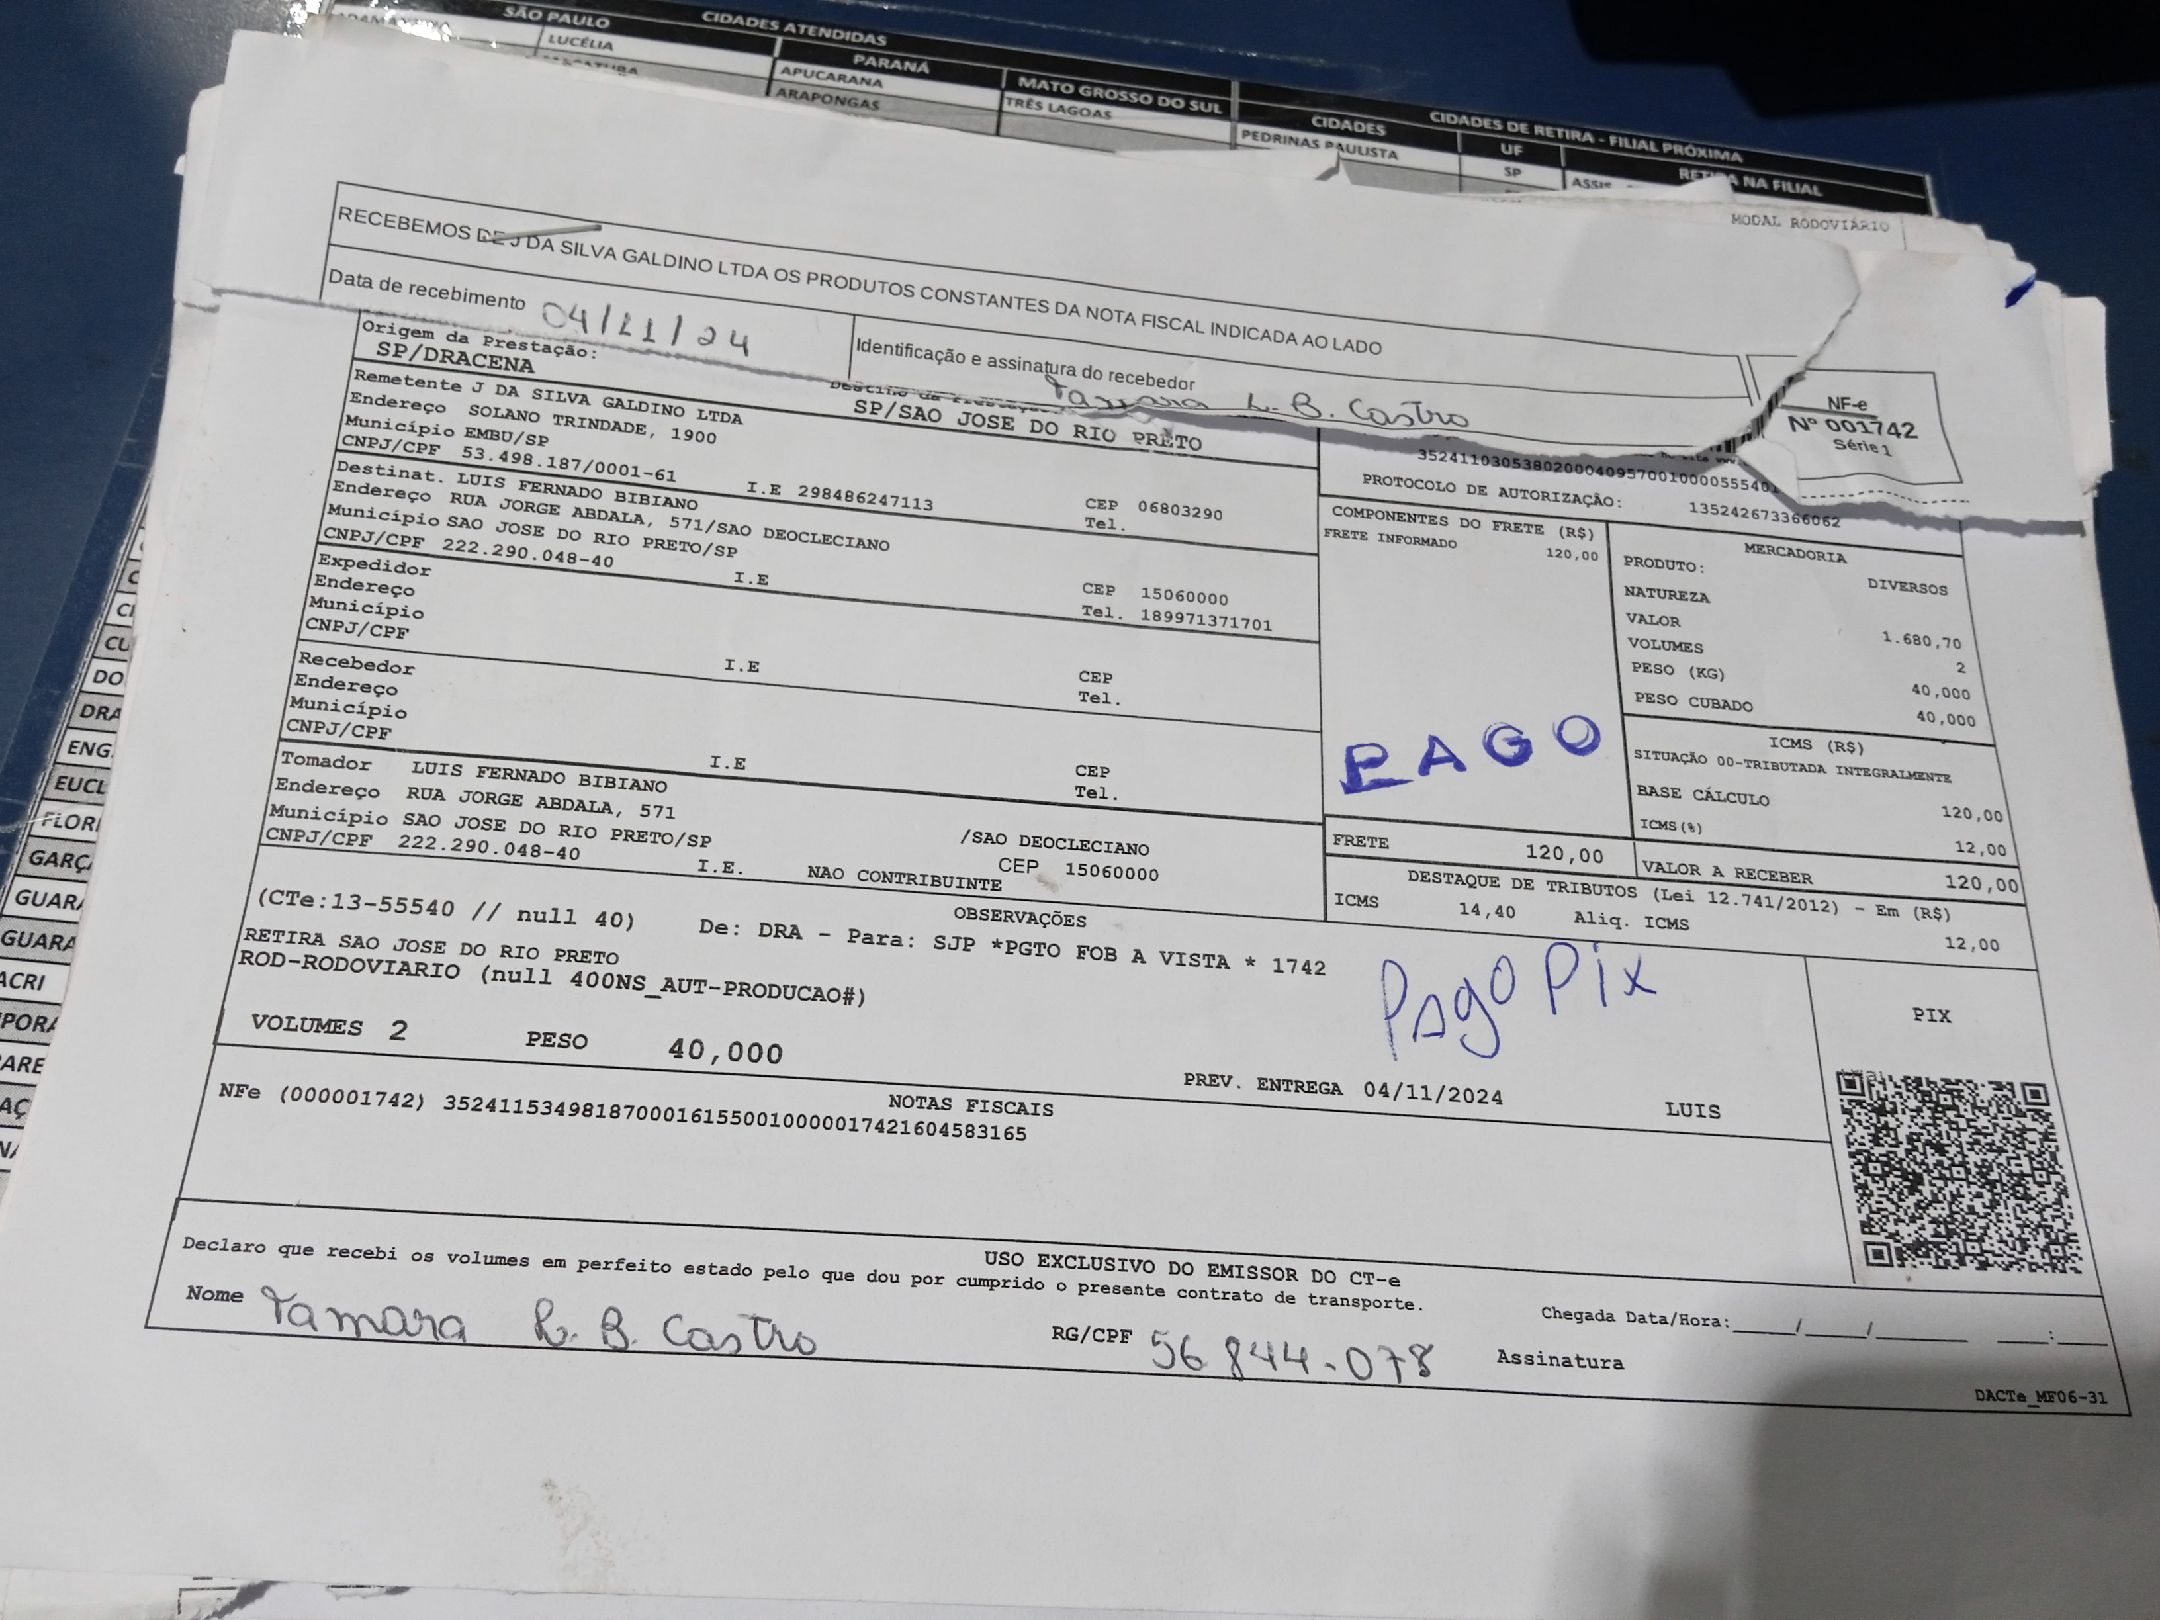 SÃO PAULO
CIDADES ATENDIDAS
LUCÉLIA
PARANÁ
APUCARANA
ARAPONGAS
MATO GROSSO DO SUL
TRÊS LAGOAS
CIDADES DE RETIRA - FILIAL PRÓXIMA
CIDADES
UF
RETIRA NA FILIAL
PEDRINAS PAULISTA
SP
MODAL RODOVIÁRIO
RECEBEMOS DE J DA SILVA GALDINO LTDA OS PRODUTOS CONSTANTES DA NOTA FISCAL INDICADA AO LADO
Data de recebimento 04/11/24
Identificação e assinatura do recebedor
Tamara L. B. Castro
NF-e
Nº 001742
Série 1
Origem da Prestação:
SP/DRACENA
SP/SAO JOSE DO RIO PRETO
Remetente J DA SILVA GALDINO LTDA
Endereço SOLANO TRINDADE, 1900
Município EMBU/SP
CNPJ/CPF 53.498.187/0001-61 I.E 298486247113
CEP 06803290
Tel.
Destinat. LUIS FERNADO BIBIANO
Endereço RUA JORGE ABDALA, 571/SAO DEOCLECIANO
Município SAO JOSE DO RIO PRETO/SP
CNPJ/CPF 222.290.048-40 I.E
CEP 15060000
Tel. 189971371701
Expedidor
Endereço
Município
CNPJ/CPF
I.E
CEP
Tel.
Recebedor
Endereço
Município
CNPJ/CPF
I.E
CEP
Tel.
Tomador LUIS FERNADO BIBIANO
Endereço RUA JORGE ABDALA, 571 /SAO DEOCLECIANO
Município SAO JOSE DO RIO PRETO/SP CEP 15060000
CNPJ/CPF 222.290.048-40 I.E. NAO CONTRIBUINTE
PROTOCOLO DE AUTORIZAÇÃO: 135242673366062
COMPONENTES DO FRETE (R$)
FRETE INFORMADO 120,00
PAGO
MERCADORIA
PRODUTO: DIVERSOS
NATUREZA
VALOR 1.680,70
VOLUMES 2
PESO (KG) 40,000
PESO CUBADO 40,000
ICMS (R$)
SITUAÇÃO 00-TRIBUTADA INTEGRALMENTE
BASE CÁLCULO 120,00
ICMS(%) 12,00
FRETE 120,00
VALOR A RECEBER 120,00
DESTAQUE DE TRIBUTOS (Lei 12.741/2012) - Em (R$)
ICMS 14,40 Aliq. ICMS 12,00
OBSERVAÇÕES
(CTe:13-55540 // null 40) De: DRA - Para: SJP *PGTO FOB A VISTA * 1742
RETIRA SAO JOSE DO RIO PRETO
ROD-RODOVIARIO (null 400NS_AUT-PRODUCAO#)
Pago Pix
PIX
VOLUMES 2 PESO 40,000
PREV. ENTREGA 04/11/2024 LUIS
NOTAS FISCAIS
NFe (000001742) 35241153498187000161550010000017421604583165
USO EXCLUSIVO DO EMISSOR DO CT-e
Declaro que recebi os volumes em perfeito estado pelo que dou por cumprido o presente contrato de transporte.
Nome Tamara L. B. Castro RG/CPF 56 844-078
Chegada Data/Hora:____/____/_______ ___:____
Assinatura
DACTe_MF06-31
DRA
ENG
EUCL
FLORI
GUARA
ACRI